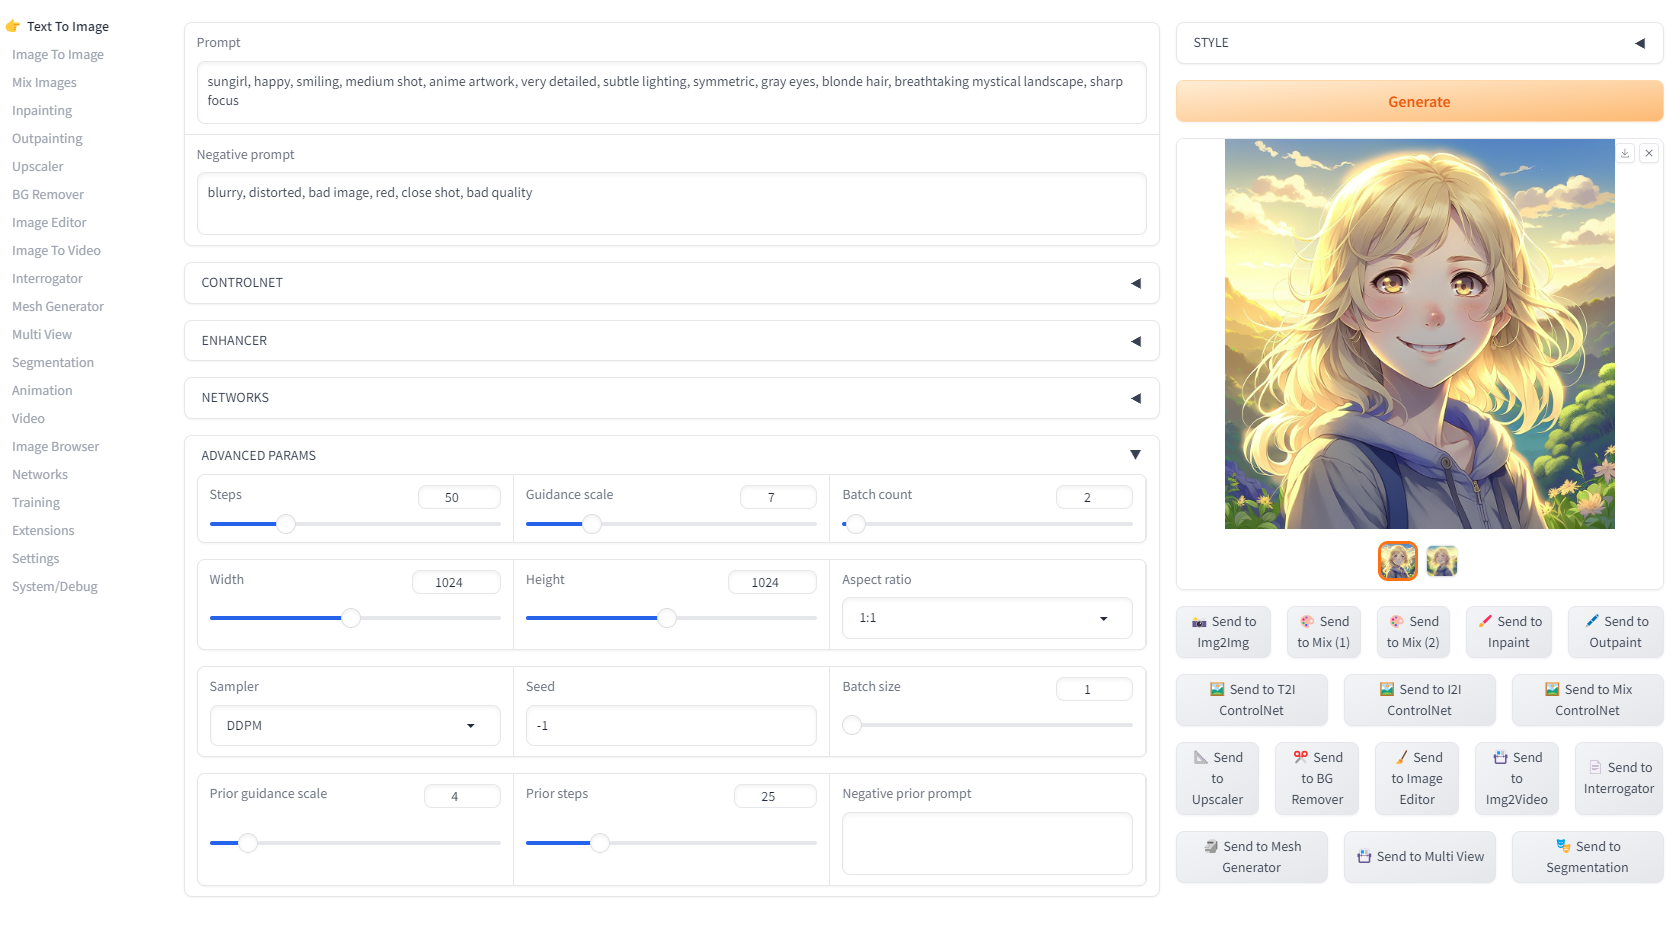 Text To Image
Image To Image
Mix Images
Inpainting
Outpainting
Upscaler
BG Remover
Image Editor
Image To Video
Interrogator
Mesh Generator
Multi View
Segmentation
Animation
Video
Image Browser
Networks
Training
Extensions
Settings
System/Debug
Prompt
sungirl, happy, smiling, medium shot, anime artwork, very detailed, subtle lighting, symmetric, gray eyes, blonde hair, breathtaking mystical landscape, sharp
focus
Negative prompt
blurry, distorted, bad image, red, close shot, bad quality
CONTROLNET
ENHANCER
NETWORKS
ADVANCED PARAMS
Steps 50
Guidance scale 7
Batch count 2
Width 1024
Height 1024
Aspect ratio
1:1
Sampler
DDPM
Seed
-1
Batch size 1
Prior guidance scale 4
Prior steps 25
Negative prior prompt
STYLE
Generate
Send to
Img2Img
Send
to Mix (1)
Send
to Mix (2)
Send to
Inpaint
Send to
Outpaint
Send to T2I
ControlNet
Send to I2I
ControlNet
Send to Mix
ControlNet
Send
to
Upscaler
Send
to BG
Remover
Send
to Image
Editor
Send
to
Img2Video
Send to
Interrogator
Send to Mesh
Generator
Send to Multi View
Send to
Segmentation